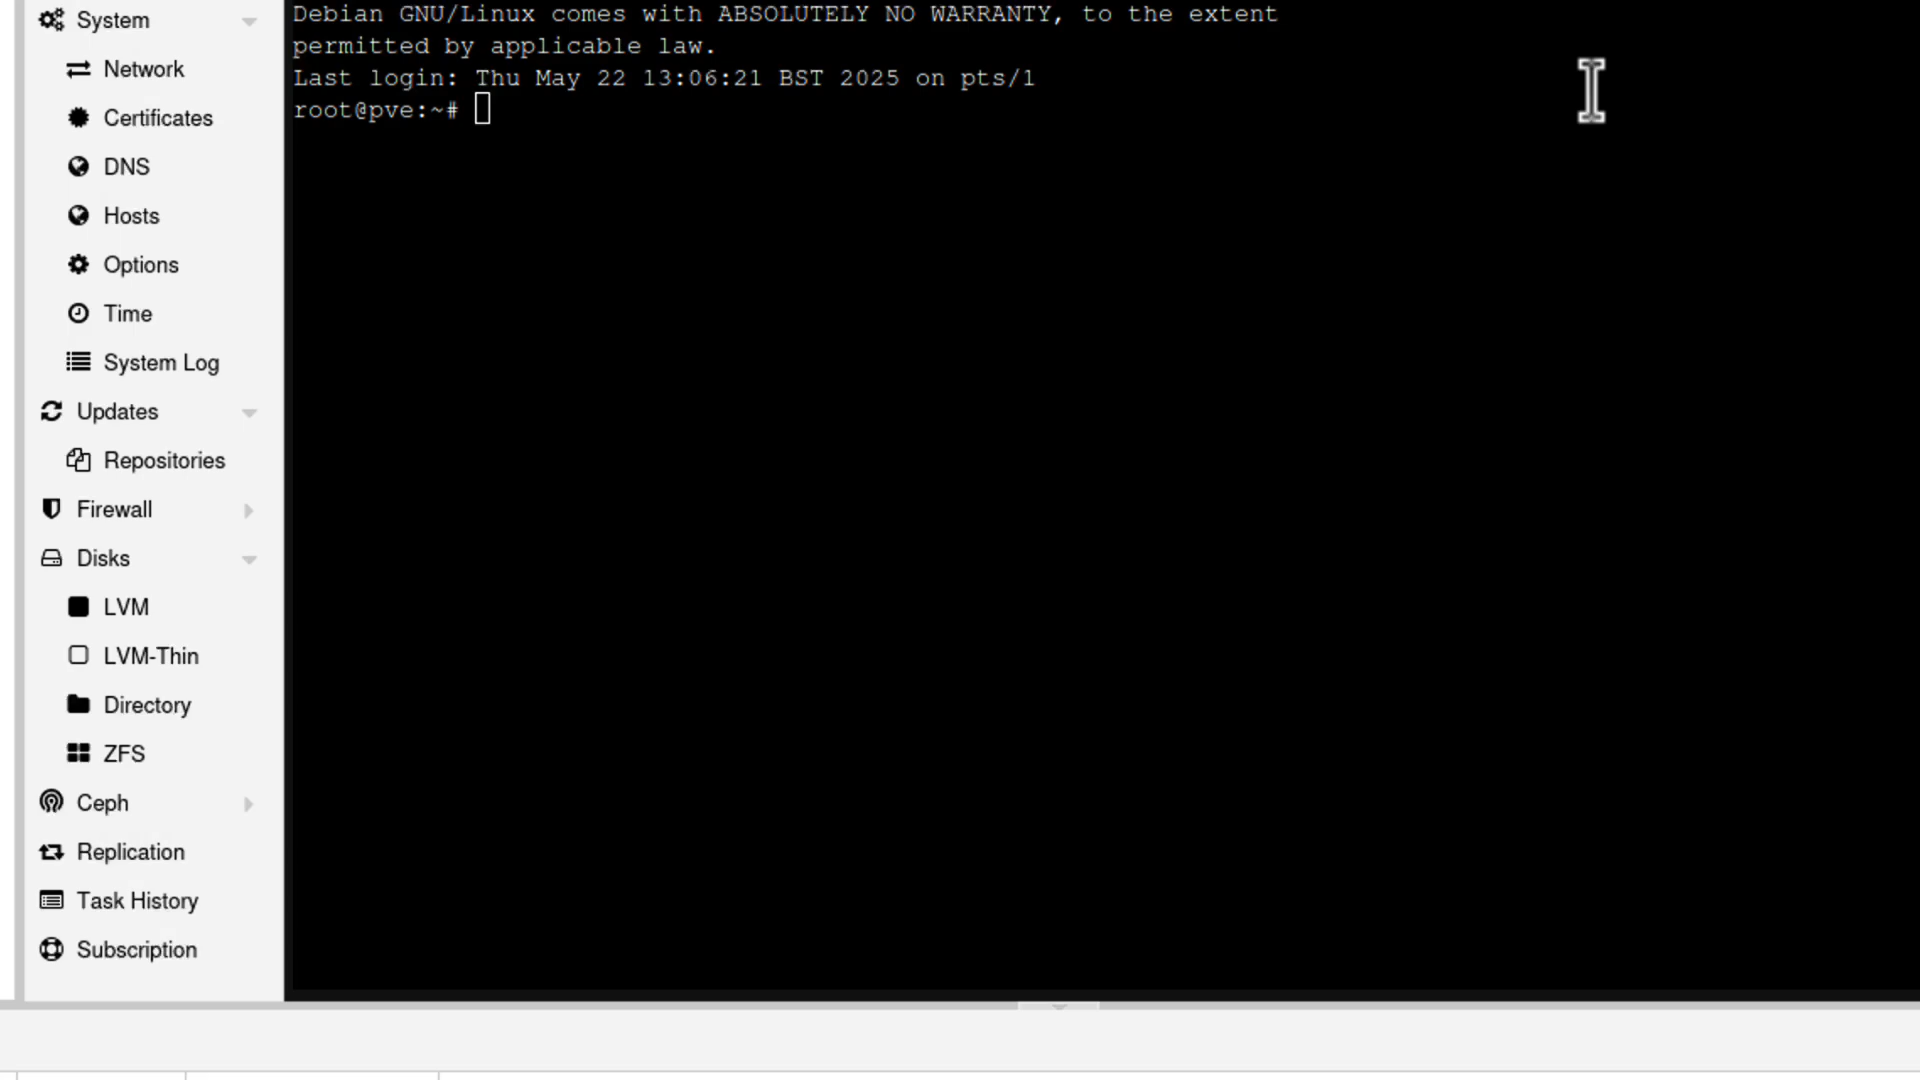 System
Network
Certificates
DNS
Hosts
Options
Time
System Log
Updates
Repositories
Firewall
Disks
LVM
LVM-Thin
Directory
ZFS
Ceph
Replication
Task History
Subscription
Debian GNU/Linux comes with ABSOLUTELY NO WARRANTY, to the extent
permitted by applicable law.
Last login: Thu May 22 13:06:21 BST 2025 on pts/1
root@pve:~#